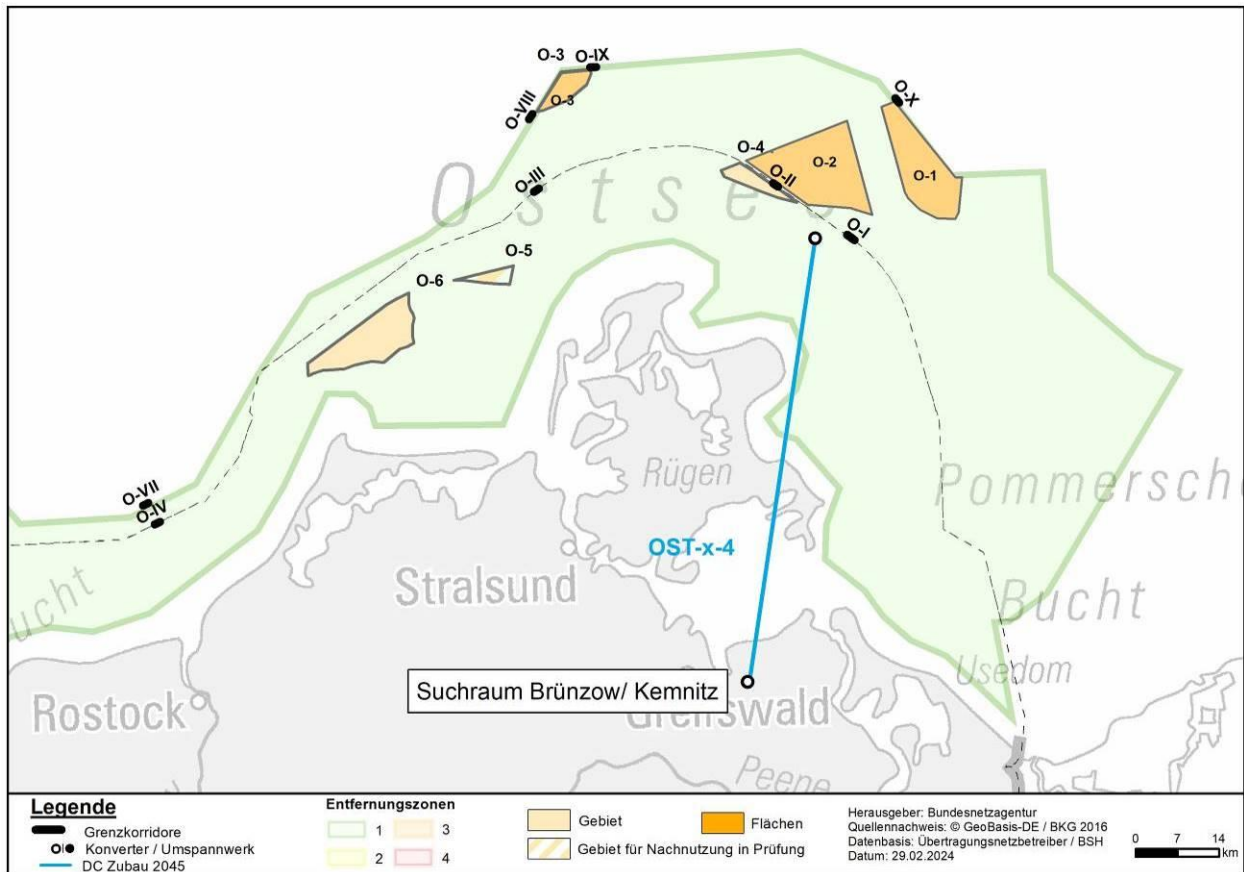 O-3
O-IX
O-VIII
O-3
O-X
O-4
O-2
O-1
O-III
O-II
O-I
Ostsee
O-5
O-6
Rügen
Pommersche
O-VII
O-IV
OST-x-4
Stralsund
Bucht
ucht
Usedom
Suchraum Brünzow/ Kemnitz
Rostock
Greifswald
Peene
Legende
Grenzkorridore
Konverter / Umspannwerk
DC Zubau 2045
Entfernungszonen
1
3
2
4
Gebiet
Flächen
Gebiet für Nachnutzung in Prüfung
Herausgeber: Bundesnetzagentur
Quellennachweis: © GeoBasis-DE / BKG 2016
Datenbasis: Übertragungsnetzbetreiber / BSH
Datum: 29.02.2024
0 7 14
km